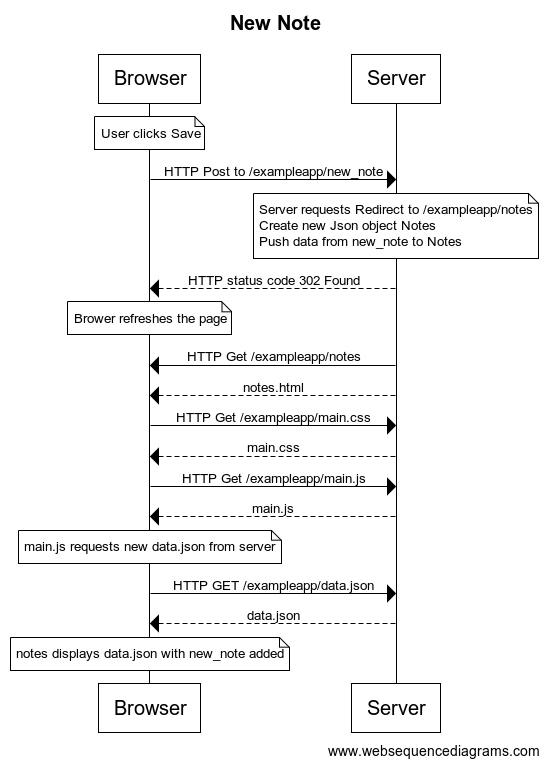 New Note
Browser
Server
User clicks Save
HTTP Post to /exampleapp/new_note
Server requests Redirect to /exampleapp/notes
Create new Json object Notes
Push data from new_note to Notes
HTTP status code 302 Found
Brower refreshes the page
HTTP Get /exampleapp/notes
notes.html
HTTP Get /exampleapp/main.css
main.css
HTTP Get /exampleapp/main.js
main.js
main.js requests new data.json from server
HTTP GET /exampleapp/data.json
data.json
notes displays data.json with new_note added
Browser
Server
www.websequencediagrams.com